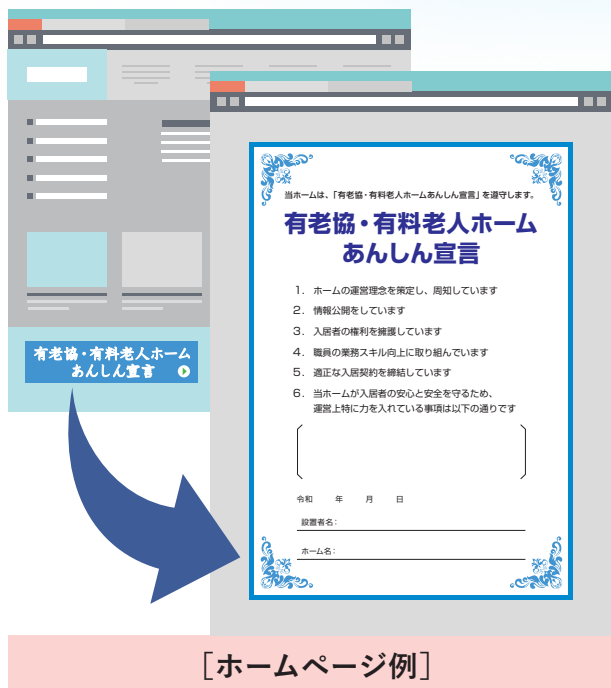 有老協・有料老人ホーム
あんしん宣言
当ホームは、「有老協・有料老人ホームあんしん宣言」を遵守します。
有老協・有料老人ホーム
あんしん宣言
1. ホームの運営理念を策定し、周知しています
2. 情報公開をしています
3. 入居者の権利を擁護しています
4. 職員の業務スキル向上に取り組んでいます
5. 適正な入居契約を締結しています
6. 当ホームが入居者の安心と安全を守るため、
運営上特に力を入れている事項は以下の通りです
令和 年 月 日
設置者名：
ホーム名：
［ホームページ例］